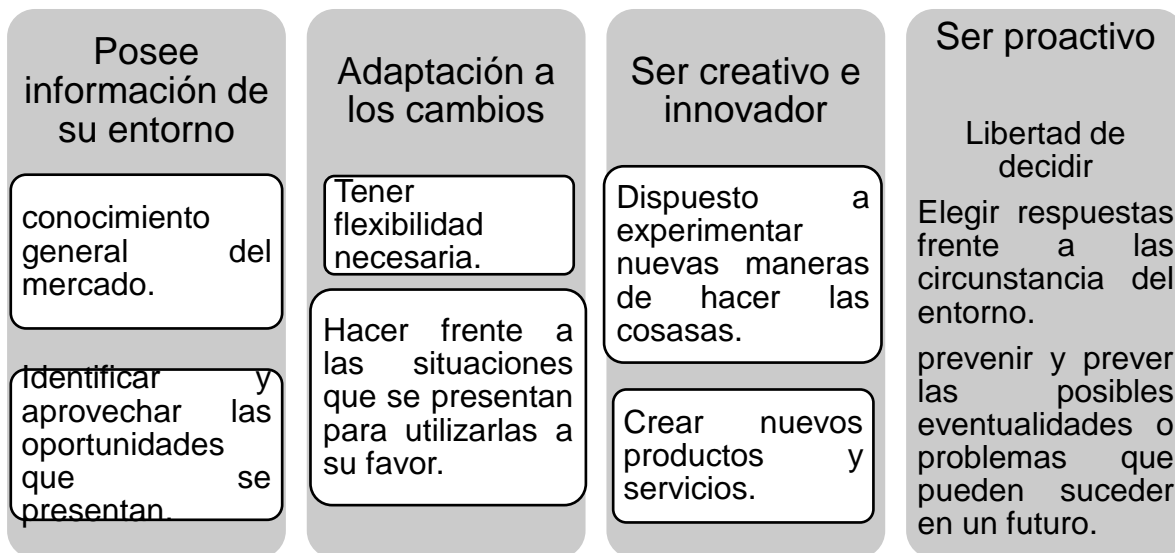 Posee
información de
su entorno
conocimiento
general del
mercado.
Identificar y
aprovechar las
oportunidades
que se
presentan.
Adaptación a
los cambios
Tener
flexibilidad
necesaria.
Hacer frente a
las situaciones
que se presentan
para utilizarlas a
su favor.
Ser creativo e
innovador
Dispuesto a
experimentar
nuevas maneras
de hacer las
cosasas.
Crear nuevos
productos y
servicios.
Ser proactivo
Libertad de
decidir
Elegir respuestas
frente a las
circunstancia del
entorno.
prevenir y prever
las posibles
eventualidades o
problemas que
pueden suceder
en un futuro.